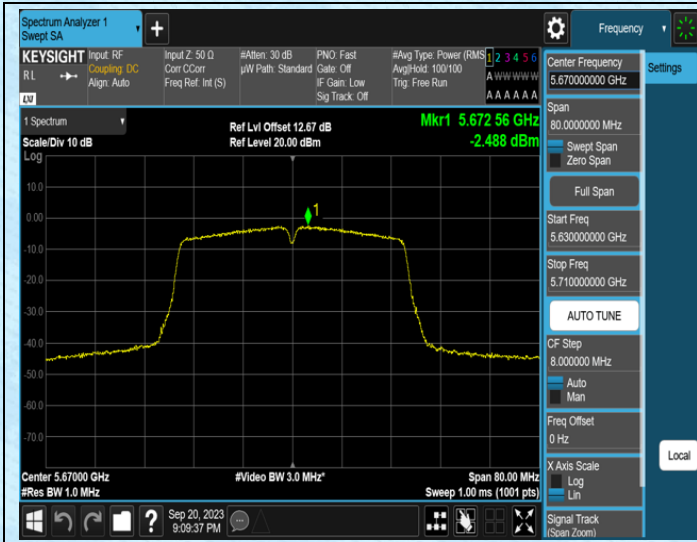 Spectrum Analyzer 1
Swept SA
Frequency
KEYSIGHT
RL
LXI
Input: RF
Coupling: DC
Align: Auto
Input Z: 50 Ω
Corr CCorr
Freq Ref: Int (S)
#Atten: 30 dB
µW Path: Standard
PNO: Fast
Gate: Off
IF Gain: Low
Sig Track: Off
#Avg Type: Power (RMS
Avg|Hold: 100/100
Trig: Free Run
1 2 3 4 5 6
A W W W W W
A A A A A A
1 Spectrum
Scale/Div 10 dB
Ref Lvl Offset 12.67 dB
Ref Level 20.00 dBm
Mkr1 5.672 56 GHz
-2.488 dBm
Log
10.0
0.00
-10.0
-20.0
-30.0
-40.0
-50.0
-60.0
-70.0
1
Center 5.67000 GHz
#Res BW 1.0 MHz
#Video BW 3.0 MHz*
Span 80.00 MHz
Sweep 1.00 ms (1001 pts)
Sep 20, 2023
9:09:37 PM
Center Frequency
5.670000000 GHz
Span
80.0000000 MHz
Swept Span
Zero Span
Full Span
Start Freq
5.630000000 GHz
Stop Freq
5.710000000 GHz
AUTO TUNE
CF Step
8.000000 MHz
Auto
Man
Freq Offset
0 Hz
X Axis Scale
Log
Lin
Signal Track
(Span Zoom)
Settings
Local